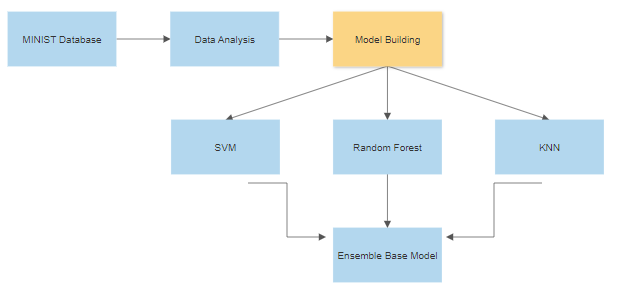 MINIST Database
Data Analysis
Model Building
SVM
Random Forest
KNN
Ensemble Base Model